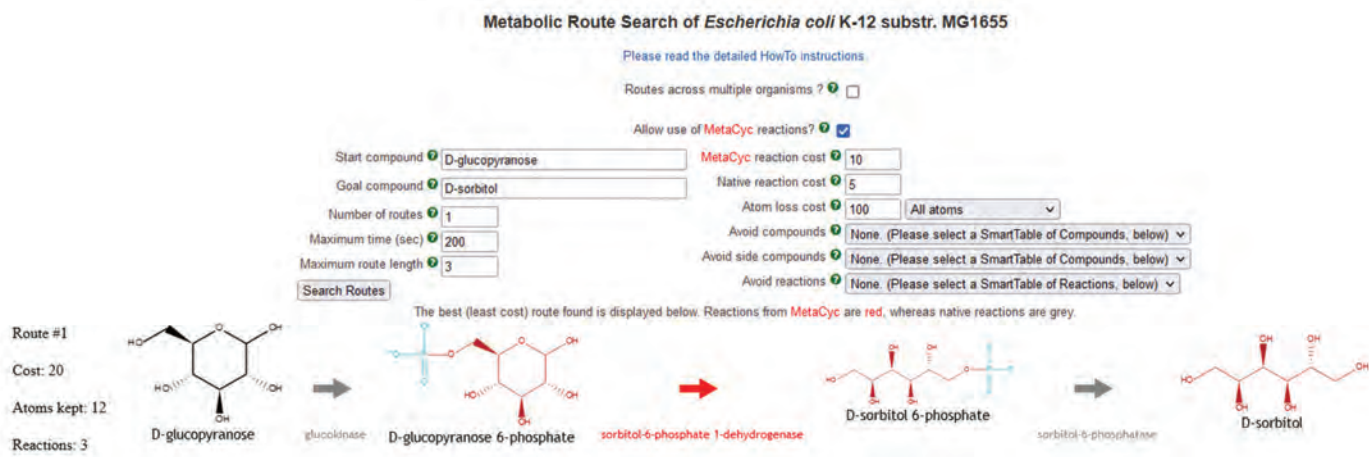 Metabolic Route Search of Escherichia coli K-12 substr. MG1655
Please read the detailed HowTo instructions
Routes across multiple organisms ?
Allow use of MetaCyc reactions?
Start compound D-glucopyranose
MetaCyc reaction cost 10
Goal compound D-sorbitol
Native reaction cost 5
Number of routes 1
Atom loss cost 100 All atoms
Maximum time (sec) 200
Avoid compounds None. (Please select a SmartTable of Compounds, below)
Maximum route length 3
Avoid side compounds None. (Please select a SmartTable of Compounds, below)
Search Routes
Avoid reactions None. (Please select a SmartTable of Reactions, below)
The best (least cost) route found is displayed below. Reactions from MetaCyc are red, whereas native reactions are grey.
Route #1
Cost: 20
Atoms kept: 12
Reactions: 3
D-glucopyranose
glucokinase
D-glucopyranose 6-phosphate
sorbitol-6-phosphate 1-dehydrogenase
D-sorbitol 6-phosphate
sorbitol-6-phosphatase
D-sorbitol